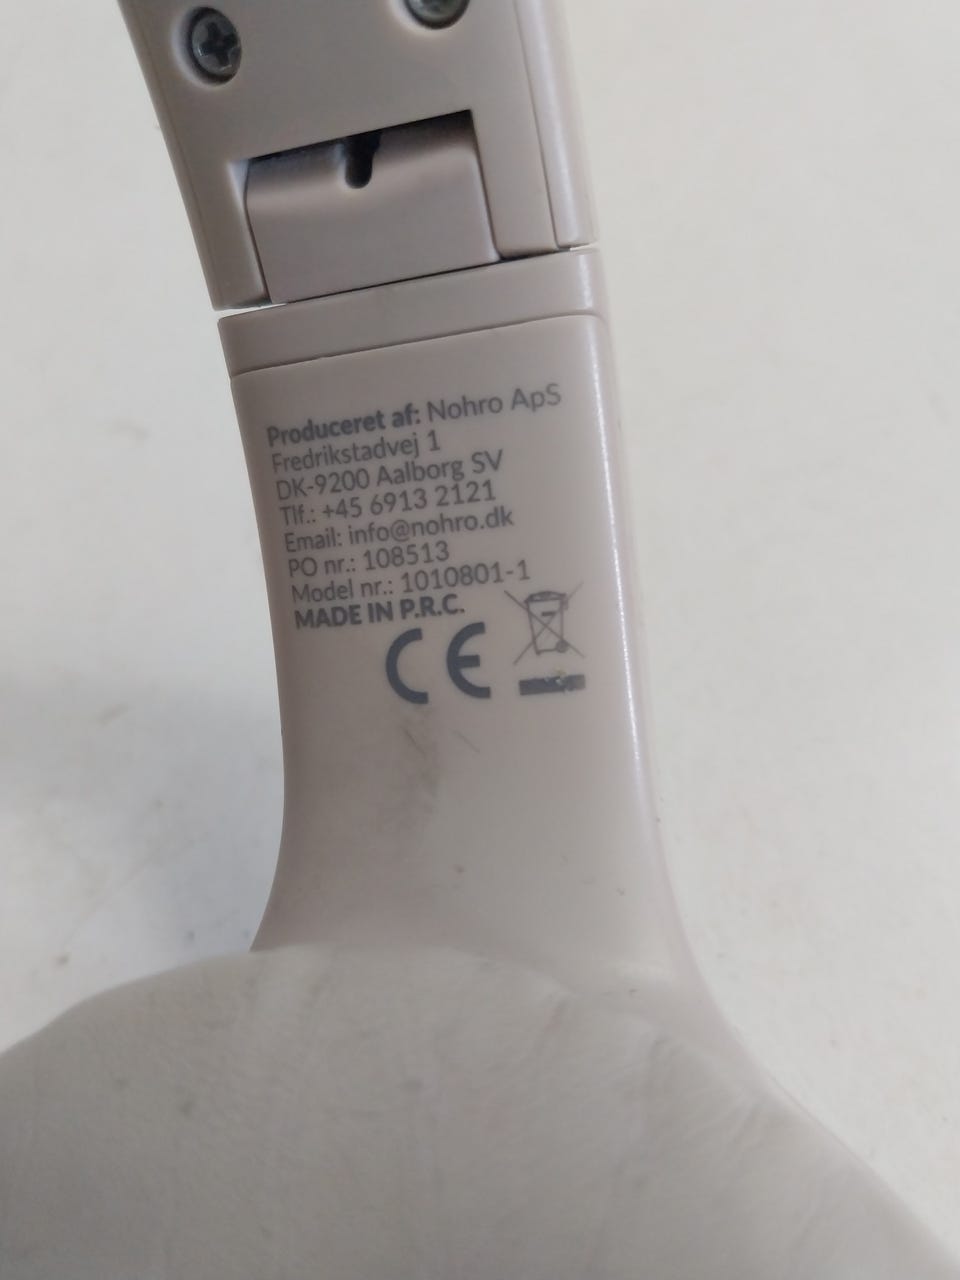 Produceret af: Nohro ApS
Fredrikstadvej 1
DK-9200 Aalborg SV
Tlf.: +45 6913 2121
Email: info@nohro.dk
PO nr.: 108513
Model nr.: 1010801-1
MADE IN P.R.C.
CE